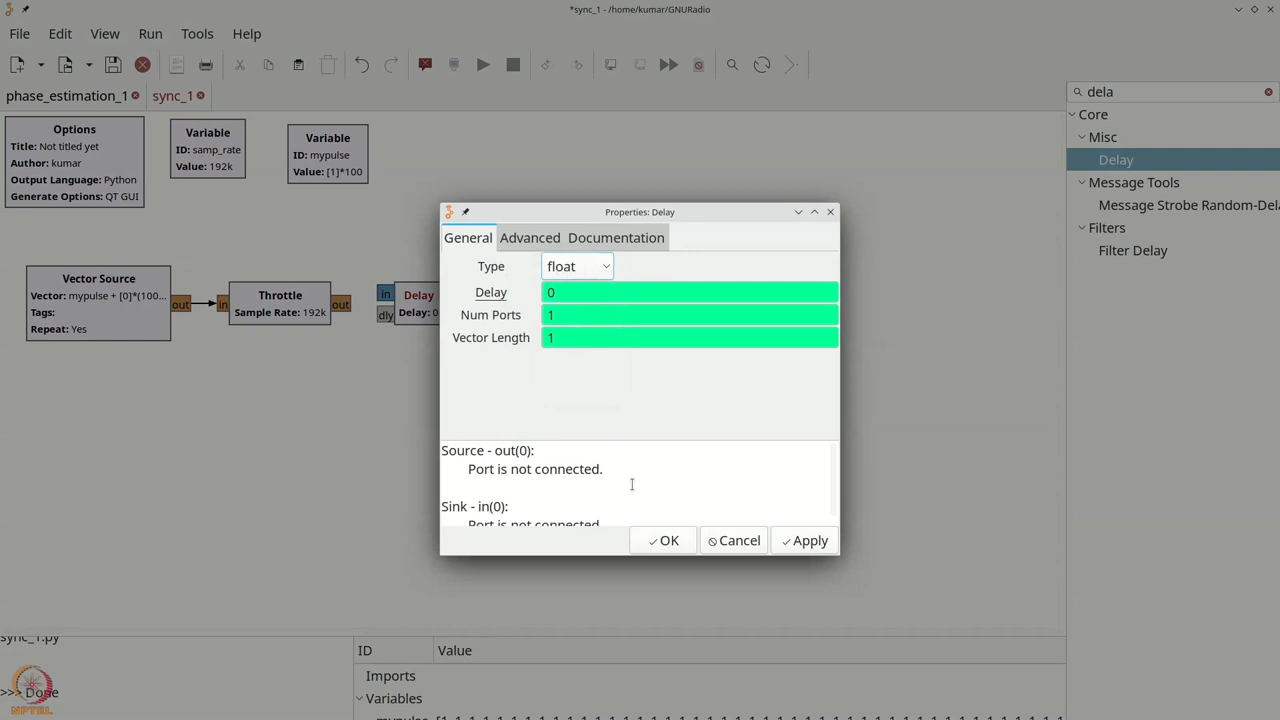 *sync_1 - /home/kumar/GNURadio
File Edit View Run Tools Help
phase_estimation_1 sync_1
dela
Core
Misc
Delay
Message Tools
Message Strobe Random-Dela
Filters
Filter Delay
Options
Title: Not titled yet
Author: kumar
Output Language: Python
Generate Options: QT GUI
Variable
ID: samp_rate
Value: 192k
Variable
ID: mypulse
Value: [1]*100
Vector Source
Vector: mypulse + [0]*(100...
Tags:
Repeat: Yes
out
Throttle
Sample Rate: 192k
in
out
in
dly
Delay
Delay: 0
Properties: Delay
General Advanced Documentation
Type float
Delay 0
Num Ports 1
Vector Length 1
Source - out(0):
Port is not connected.
Sink - in(0):
Port is not connected.
OK Cancel Apply
sync_1.py
>>> Done
NPTEL
ID Value
Imports
Variables